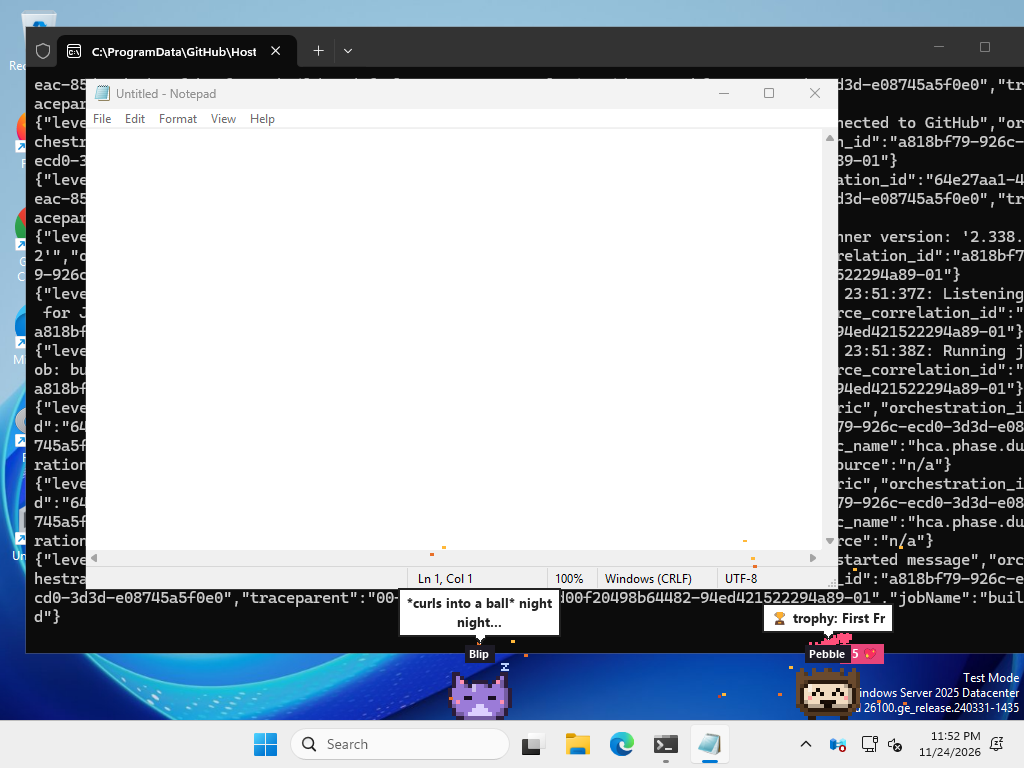 C:\ProgramData\GitHub\Host
eac-85
d3d-e08745a5f0e0","tr
acepar
Untitled - Notepad
File Edit Format View Help
{"leve
nected to GitHub","or
chestr
n_id":"a818bf79-926c-
ecd0-3
89-01"}
{"leve
ation_id":"64e27aa1-4
eac-85
d3d-e08745a5f0e0","tr
acepar
{"leve
nner version: '2.338.
2'","o
relation_id":"a818bf7
9-926c
522294a89-01"}
{"leve
23:51:37Z: Listening
for J
rce_correlation_id":"
a818bf
94ed421522294a89-01"}
{"leve
23:51:38Z: Running j
ob: bu
rce_correlation_id":"
a818bf
94ed421522294a89-01"}
{"leve
ric","orchestration_i
d":"64
79-926c-ecd0-3d3d-e08
745a5f
c_name":"hca.phase.du
ration
ource":"n/a"}
{"leve
ric","orchestration_i
d":"64
79-926c-ecd0-3d3d-e08
745a5f
c_name":"hca.phase.du
ration
rce":"n/a"}
{"leve
started message","orc
hestra
_id":"a818bf79-926c-e
Ln 1, Col 1 100% Windows (CRLF) UTF-8
cd0-3d3d-e08745a5f0e0","traceparent":"00-
d00f20498b64482-94ed421522294a89-01","jobName":"buil
d"}
*curls into a ball* night
night...
Blip
z
trophy: First Fr
Pebble 5
Test Mode
indows Server 2025 Datacenter
26100.ge_release.240331-1435
Search
11:52 PM
11/24/2026